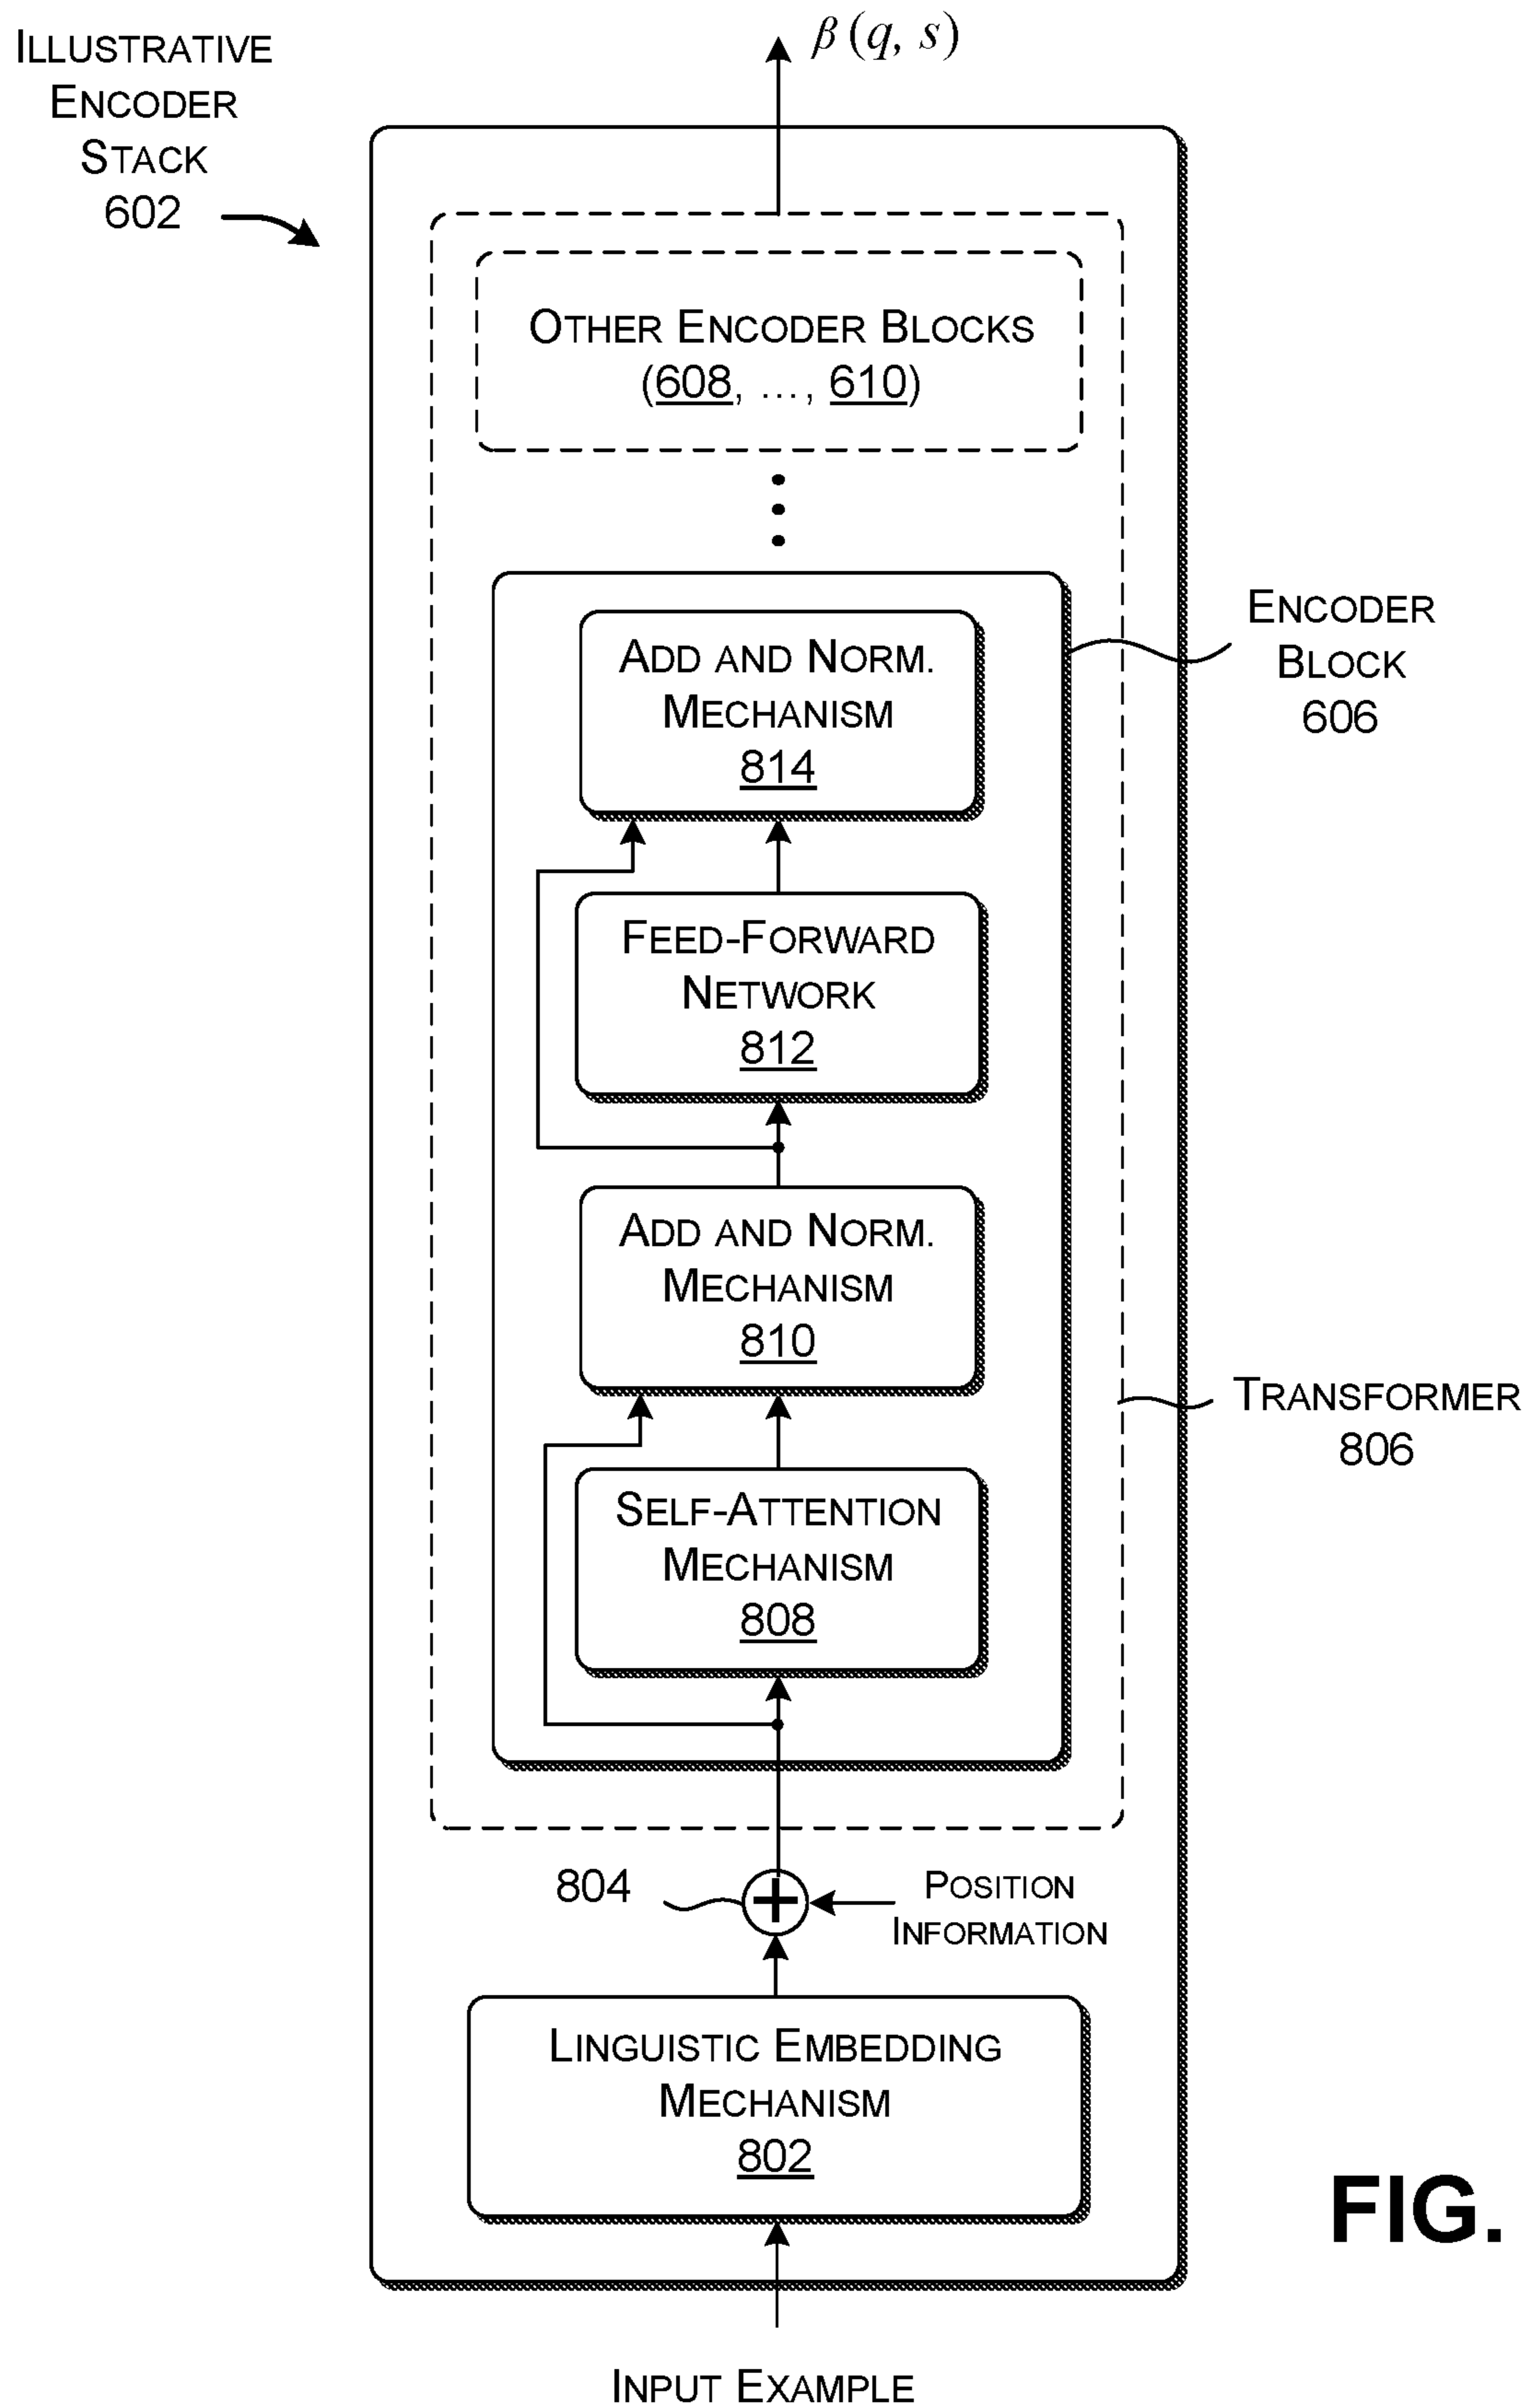 β (q, s)
ILLUSTRATIVE
ENCODER
STACK
602
OTHER ENCODER BLOCKS
(608, ..., 610)
ENCODER
BLOCK
606
ADD AND NORM.
MECHANISM
814
FEED-FORWARD
NETWORK
812
ADD AND NORM.
MECHANISM
810
TRANSFORMER
806
SELF-ATTENTION
MECHANISM
808
804
POSITION
INFORMATION
LINGUISTIC EMBEDDING
MECHANISM
802
FIG.
INPUT EXAMPLE